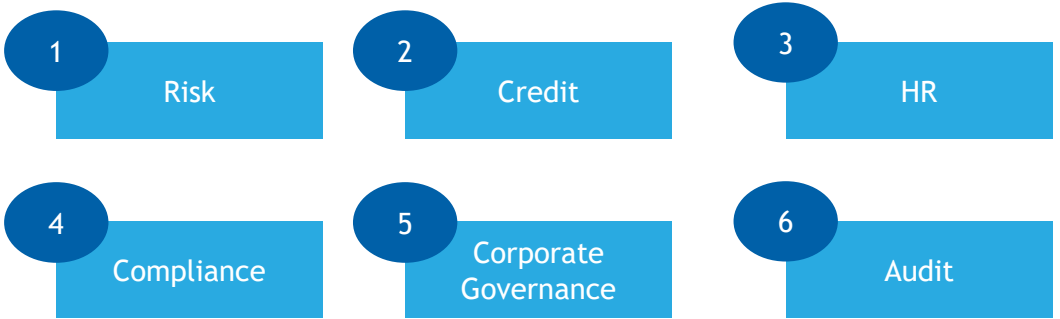 1
Risk
2
Credit
3
HR
4
Compliance
5
Corporate
Governance
6
Audit